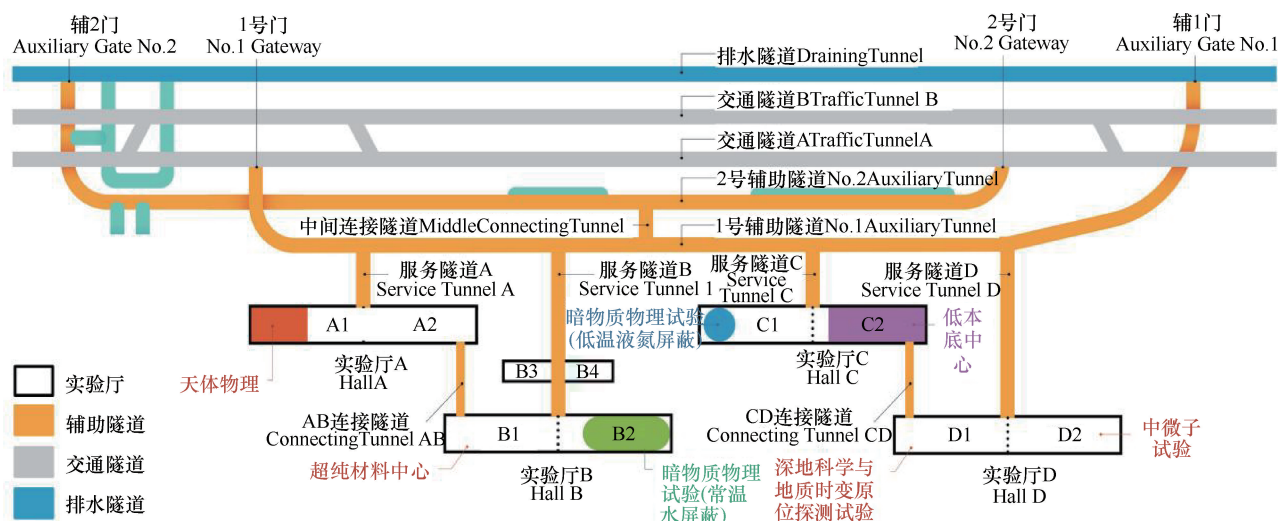 辅2门
Auxiliary Gate No.2
1号门
No.1 Gateway
2号门
No.2 Gateway
辅1门
Auxiliary Gate No.1
排水隧道DrainingTunnel
交通隧道BTrafficTunnel B
交通隧道ATrafficTunnelA
2号辅助隧道No.2AuxiliaryTunnel
中间连接隧道MiddleConnectingTunnel
1号辅助隧道No.1AuxiliaryTunnel
服务隧道A
Service Tunnel A
服务隧道B
Service Tunnel 1
服务隧道C
Service
Tunnel C
服务隧道D
Service Tunnel D
A1
A2
暗物质物理试验
(低温液氮屏蔽)
C1
C2
低本
底中
心
天体物理
实验厅A
HallA
B3
B4
实验厅C
Hall C
AB连接隧道
ConnectingTunnel AB
CD连接隧道
Connecting Tunnel CD
B1
B2
D1
D2
中微子
试验
超纯材料中心
实验厅B
Hall B
暗物质物理
试验(常温
水屏蔽)
深地科学与
地质时变原
位探测试验
实验厅D
Hall D
实验厅
辅助隧道
交通隧道
排水隧道